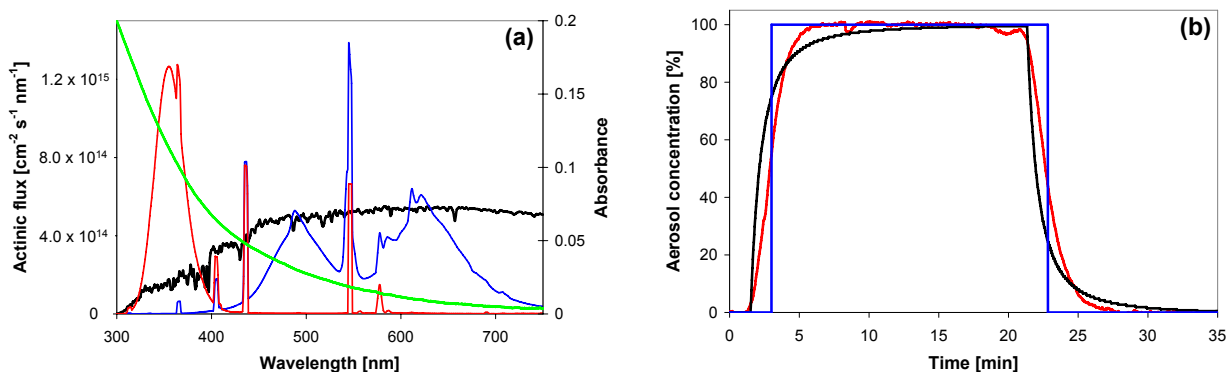 (a)
Actinic flux [cm⁻² s⁻¹ nm⁻¹]
1.2 x 10¹⁵
8.0 x 10¹⁴
4.0 x 10¹⁴
0
0.2
0.15
0.1
0.05
0
Absorbance
300 400 500 600 700
Wavelength [nm]
(b)
Aerosol concentration [%]
100
80
60
40
20
0
0 5 10 15 20 25 30 35
Time [min]